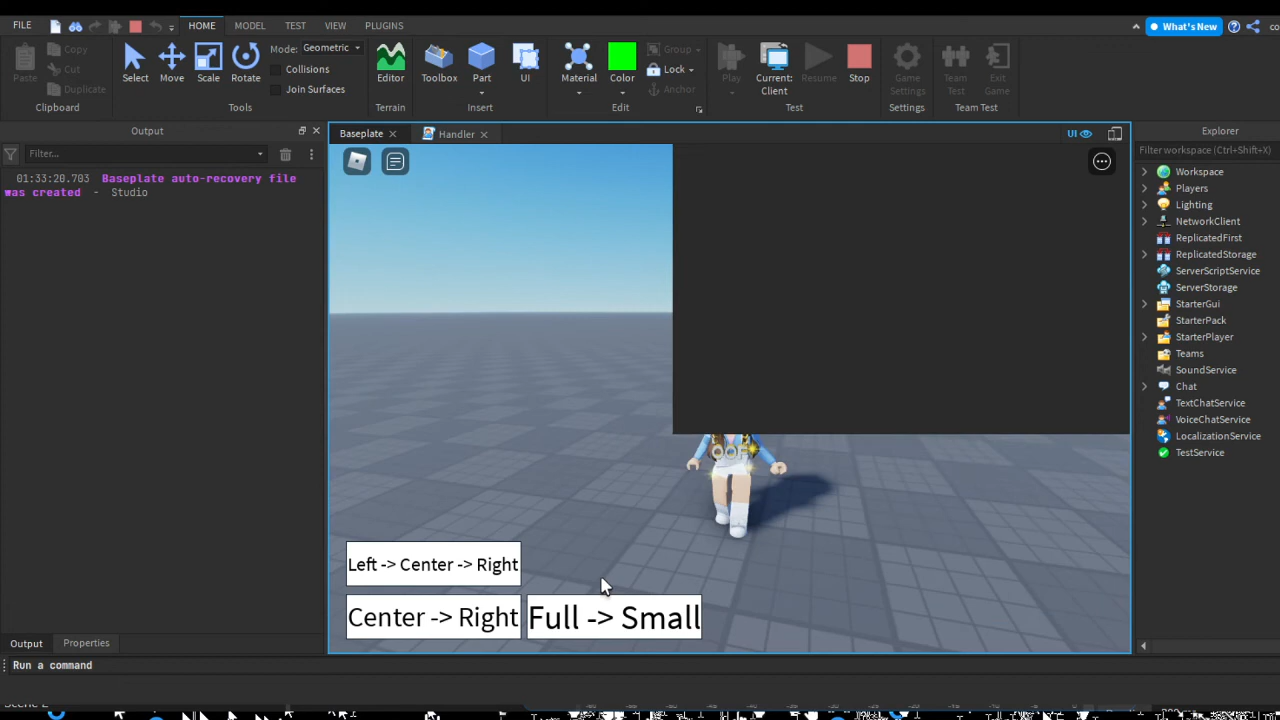 FILE HOME MODEL TEST VIEW PLUGINS What's New
Copy Cut Duplicate Paste Clipboard
Select Move Scale Rotate Mode: Geometric Collisions Join Surfaces Tools
Editor Terrain
Toolbox Part UI Insert
Material Color Group Lock Anchor Edit
Play Current: Client Resume Stop Test
Game Settings Settings
Team Test Exit Game Team Test
Output
Filter...
01:33:20.703 Baseplate auto-recovery file
was created - Studio
Baseplate Handler UI
OOF
Left -> Center -> Right
Center -> Right Full -> Small
Explorer
Filter workspace (Ctrl+Shift+X)
Workspace
Players
Lighting
NetworkClient
ReplicatedFirst
ReplicatedStorage
ServerScriptService
ServerStorage
StarterGui
StarterPack
StarterPlayer
Teams
SoundService
Chat
TextChatService
VoiceChatService
LocalizationService
TestService
Output Properties
Run a command